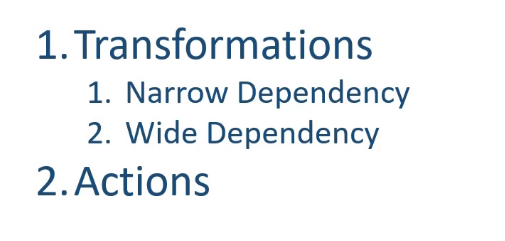 1. Transformations
1. Narrow Dependency
2. Wide Dependency
2. Actions